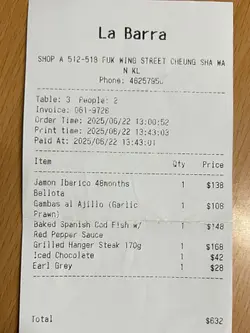 La Barra
SHOP A 512-518 FUK WING STREET CHEUNG SHA WA
N KL
Phone: 46257950
Table: 3 People: 2
Invoice: 061-9726
Order Time: 2025/06/22 13:00:52
Print time: 2025/06/22 13:43:03
Paid At: 2025/06/22 13:43:01
Item Qty Price
Jamon Iberico 48months 1 $138
Bellota
Gambas al Ajillo (Garlic 1 $108
Prawn)
Baked Spanish Cod Fish w/ 1 $148
Red Pepper Sauce
Grilled Hanger Steak 170g 1 $168
Iced Chocolate 1 $42
Earl Grey 1 $28
Total $632